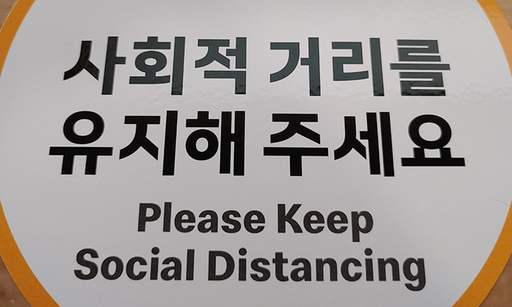 사회적 거리를
유지해 주세요
Please Keep
Social Distancing